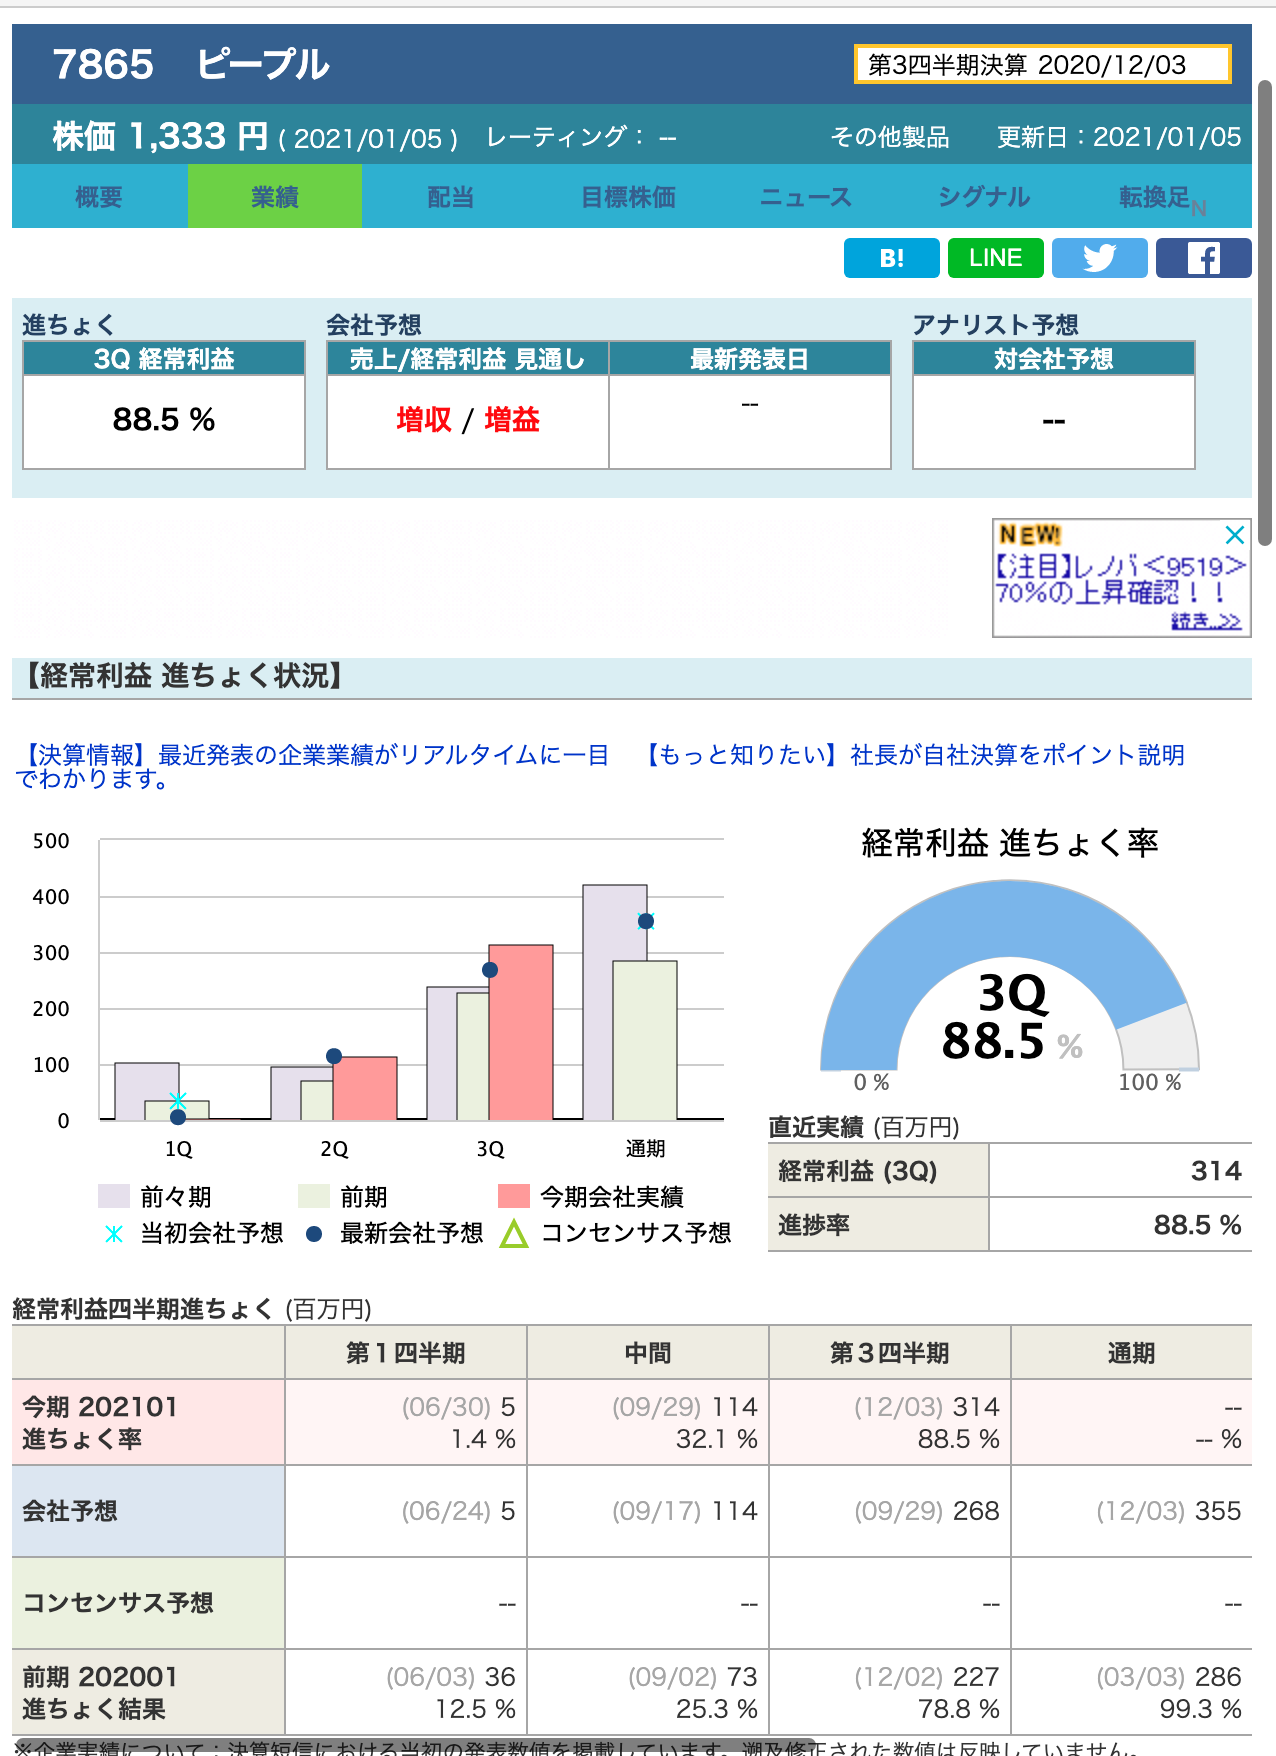 7865 ピープル
第3四半期決算 2020/12/03
株価 1,333 円 ( 2021/01/05 ) レーティング： -- その他製品 更新日：2021/01/05
概要 業績 配当 目標株価 ニュース シグナル 転換足 N
B! LINE
進ちょく 会社予想 アナリスト予想
3Q 経常利益 売上/経常利益 見通し 最新発表日 対会社予想
88.5 % 増収 / 増益 -- --
NEW!
【注目】レノバ<9519>
70%の上昇確認！！
続き..>>
【経常利益 進ちょく状況】
【決算情報】最近発表の企業業績がリアルタイムに一目でわかります。
【もっと知りたい】社長が自社決算をポイント説明
500
400
300
200
100
0
1Q 2Q 3Q 通期
前々期 前期 今期会社実績
当初会社予想 最新会社予想 コンセンサス予想
経常利益 進ちょく率
3Q
88.5 %
0 % 100 %
直近実績 (百万円)
経常利益 (3Q) 314
進捗率 88.5 %
経常利益四半期進ちょく (百万円)
第１四半期 中間 第３四半期 通期
今期 202101 (06/30) 5 (09/29) 114 (12/03) 314 --
進ちょく率 1.4 % 32.1 % 88.5 % -- %
会社予想 (06/24) 5 (09/17) 114 (09/29) 268 (12/03) 355
コンセンサス予想 -- -- -- --
前期 202001 (06/03) 36 (09/02) 73 (12/02) 227 (03/03) 286
進ちょく結果 12.5 % 25.3 % 78.8 % 99.3 %
※企業実績について：決算短信における当初の発表数値を掲載しています。遡及修正された数値は反映していません。